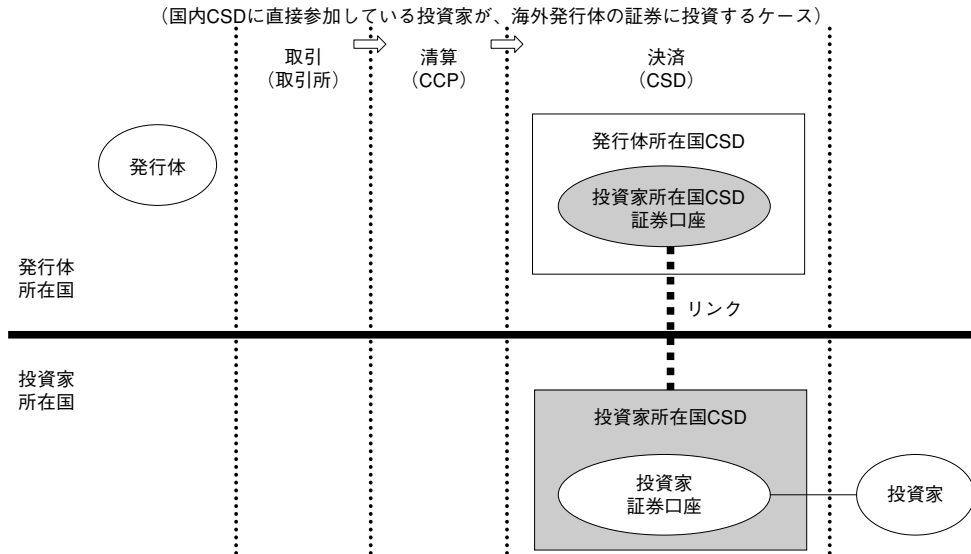 （国内CSDに直接参加している投資家が、海外発行体の証券に投資するケース）
取引
（取引所）
清算
（CCP）
決済
（CSD）
発行体
発行体所在国CSD
投資家所在国CSD
証券口座
発行体
所在国
リンク
投資家
所在国
投資家所在国CSD
投資家
証券口座
投資家